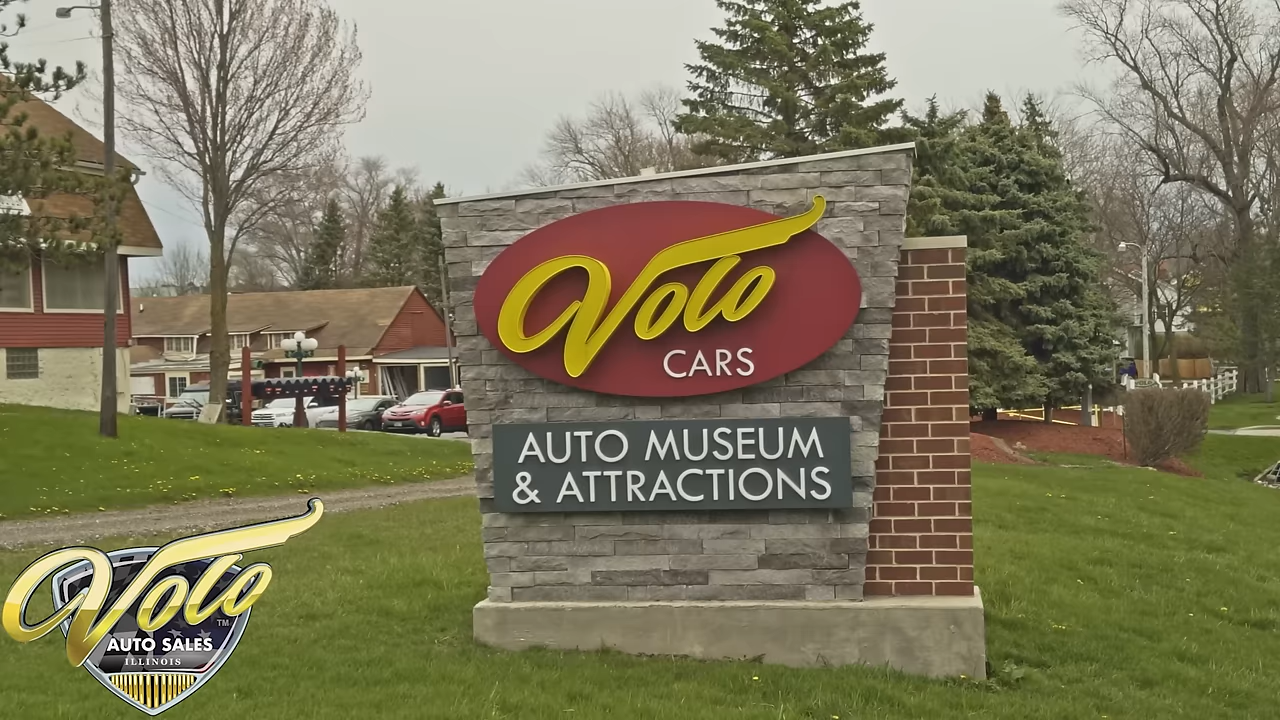 Volo
CARS
AUTO MUSEUM
& ATTRACTIONS
Volo
TM
AUTO SALES
ILLINOIS